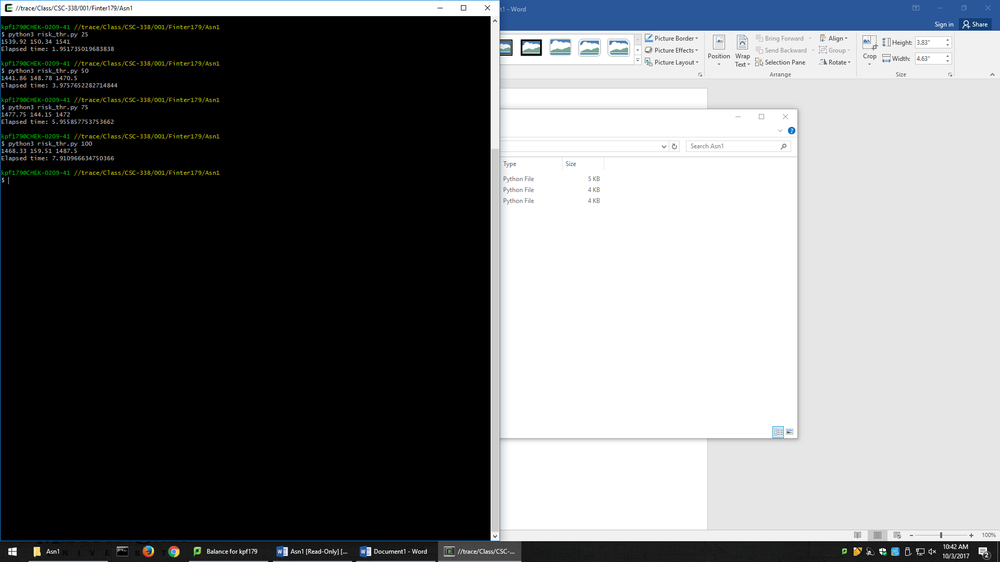 //trace/Class/CSC-338/001/Finter179/Asn1
kpf179@CHEK-0209-41 //trace/Class/CSC-338/001/Finter179/Asn1
$ python3 risk_thr.py 25
1539.92 150.34 1541
Elapsed time: 1.951735019683838
kpf179@CHEK-0209-41 //trace/Class/CSC-338/001/Finter179/Asn1
$ python3 risk_thr.py 50
1441.86 148.78 1470.5
Elapsed time: 3.9757652282714844
kpf179@CHEK-0209-41 //trace/Class/CSC-338/001/Finter179/Asn1
$ python3 risk_thr.py 75
1477.75 144.15 1472
Elapsed time: 5.955857753753662
kpf179@CHEK-0209-41 //trace/Class/CSC-338/001/Finter179/Asn1
$ python3 risk_thr.py 100
1468.33 159.51 1487.5
Elapsed time: 7.910966634750366
kpf179@CHEK-0209-41 //trace/Class/CSC-338/001/Finter179/Asn1
$
t1 - Word
Sign in Share
Picture Border
Picture Effects
Picture Layout
Position
Wrap Text
Bring Forward
Send Backward
Selection Pane
Align
Group
Rotate
Arrange
Crop
Height: 3.83"
Width: 4.63"
Size
Search Asn1
Type Size
Python File 5 KB
Python File 4 KB
Python File 4 KB
100%
Asn1
Balance for kpf179
Asn1 [Read-Only] [...
Document1 - Word
//trace/Class/CSC-...
10:42 AM
10/3/2017
2